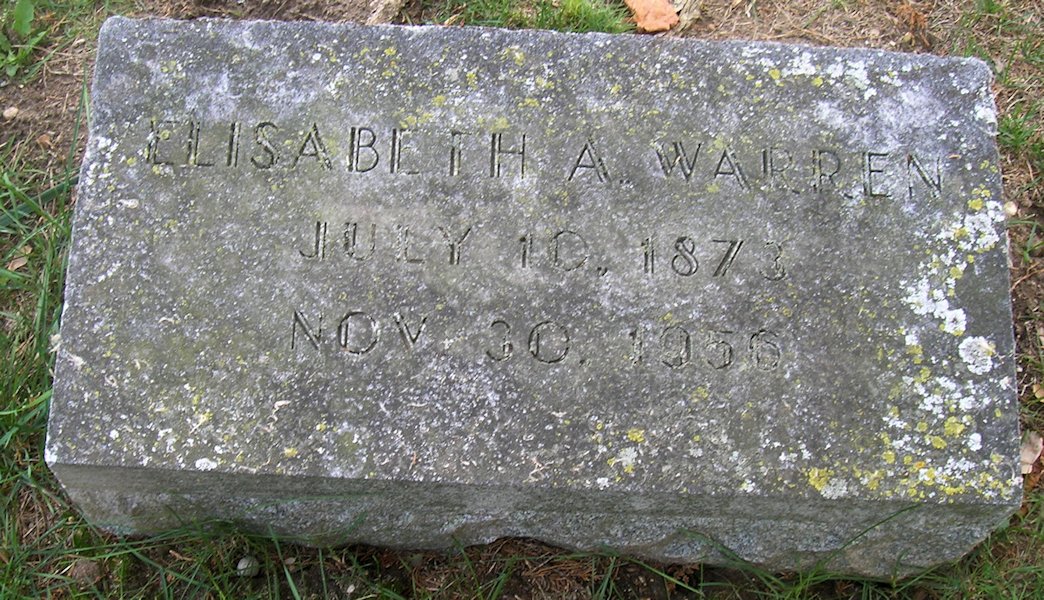 ELISABETH A. WARREN
JULY 10, 1873
NOV. 30, 1956